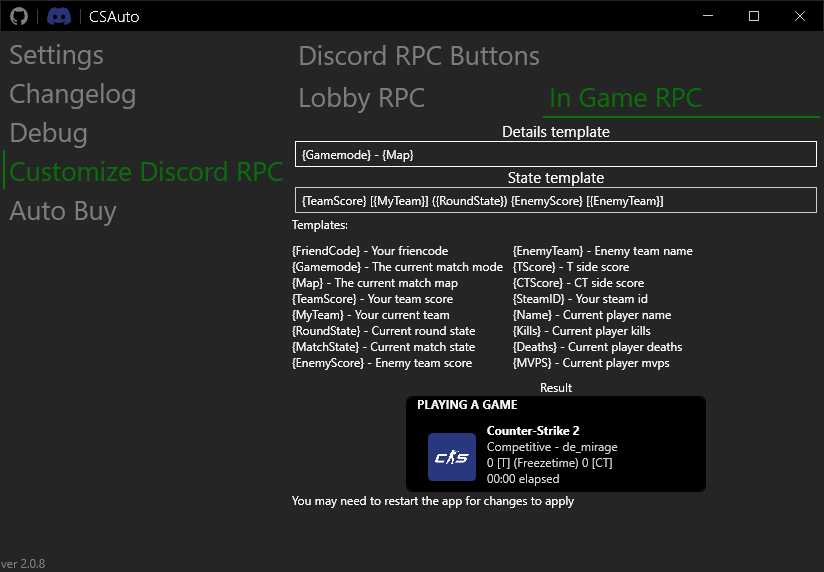 CSAuto
Settings
Changelog
Debug
Customize Discord RPC
Auto Buy
Discord RPC Buttons
Lobby RPC
In Game RPC
Details template
{Gamemode} - {Map}
State template
{TeamScore} [{MyTeam}] ({RoundState}) {EnemyScore} [{EnemyTeam}]
Templates:
{FriendCode} - Your friencode
{Gamemode} - The current match mode
{Map} - The current match map
{TeamScore} - Your team score
{MyTeam} - Your current team
{RoundState} - Current round state
{MatchState} - Current match state
{EnemyScore} - Enemy team score
{EnemyTeam} - Enemy team name
{TScore} - T side score
{CTScore} - CT side score
{SteamID} - Your steam id
{Name} - Current player name
{Kills} - Current player kills
{Deaths} - Current player deaths
{MVPS} - Current player mvps
Result
PLAYING A GAME
CS
Counter-Strike 2
Competitive - de_mirage
0 [T] (Freezetime) 0 [CT]
00:00 elapsed
You may need to restart the app for changes to apply
ver 2.0.8